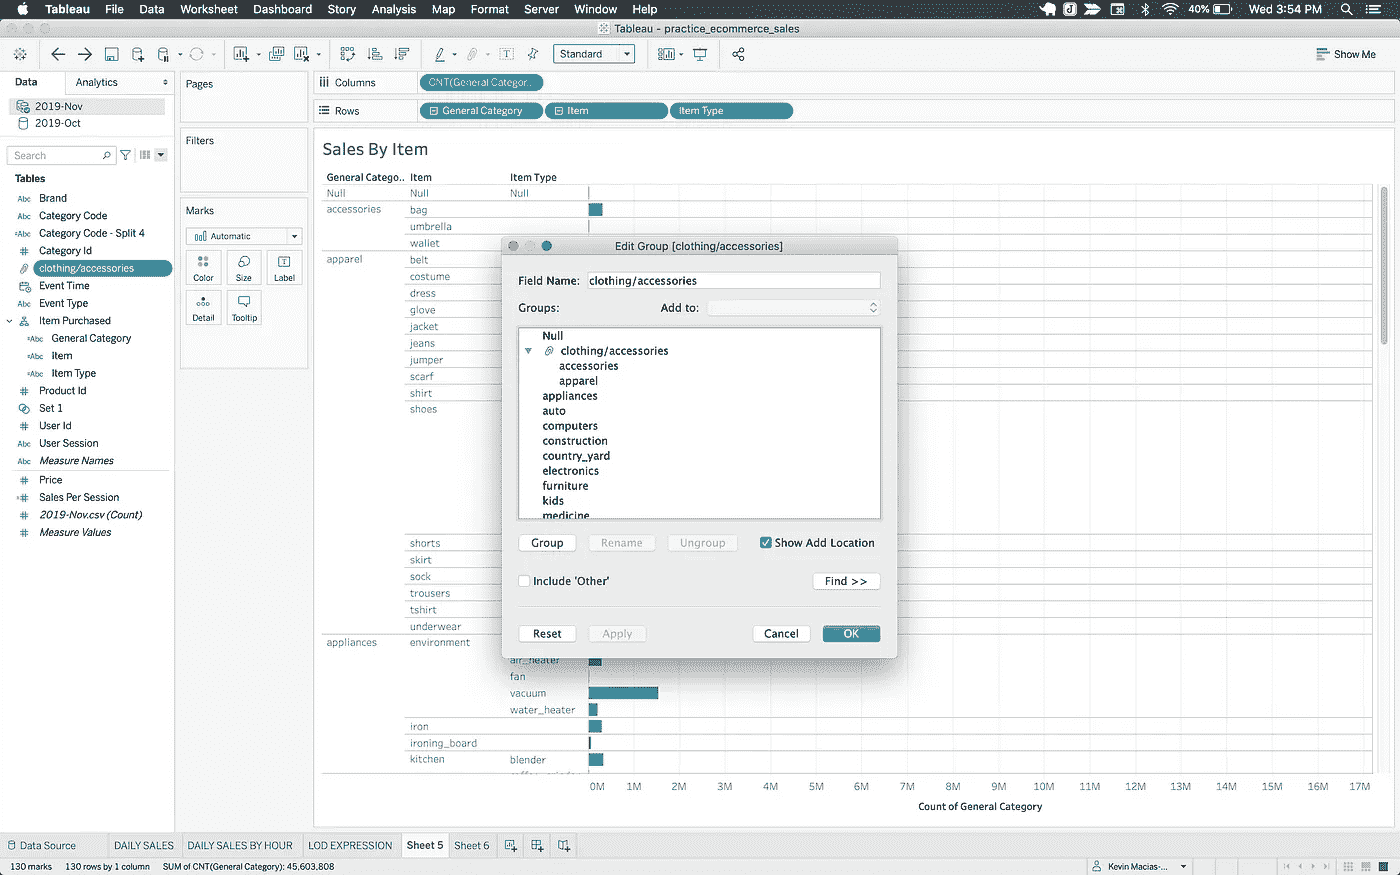 Tableau File Data Worksheet Dashboard Story Analysis Map Format Server Window Help 40% Wed 3:54 PM
Tableau - practice_ecommerce_sales
Standard Show Me
Data Analytics
2019-Nov
2019-Oct
Search
Tables
Abc Brand
Abc Category Code
=Abc Category Code - Split 4
# Category Id
clothing/accessories
Event Time
Abc Event Type
Item Purchased
=Abc General Category
=Abc Item
=Abc Item Type
# Product Id
Set 1
# User Id
Abc User Session
Abc Measure Names
# Price
=# Sales Per Session
# 2019-Nov.csv (Count)
# Measure Values
Pages
Filters
Marks
Automatic
Color Size Label
Detail Tooltip
Columns CNT(General Categor..
Rows General Category Item Item Type
Sales By Item
General Catego.. Item Item Type
Null Null Null
accessories bag
umbrella
wallet
apparel belt
costume
dress
glove
jacket
jeans
jumper
scarf
shirt
shoes
shorts
skirt
sock
trousers
tshirt
underwear
appliances environment
air_heater
fan
vacuum
water_heater
iron
ironing_board
kitchen blender
0M 1M 2M 3M 4M 5M 6M 7M 8M 9M 10M 11M 12M 13M 14M 15M 16M 17M
Count of General Category
Edit Group [clothing/accessories]
Field Name: clothing/accessories
Groups: Add to:
Null
clothing/accessories
accessories
apparel
appliances
auto
computers
construction
country_yard
electronics
furniture
kids
medicine
Group Rename Ungroup Show Add Location
Include 'Other' Find >>
Reset Apply Cancel OK
Data Source DAILY SALES DAILY SALES BY HOUR LOD EXPRESSION Sheet 5 Sheet 6
130 marks 130 rows by 1 column SUM of CNT(General Category): 45,603,808 Kevin Macias-...